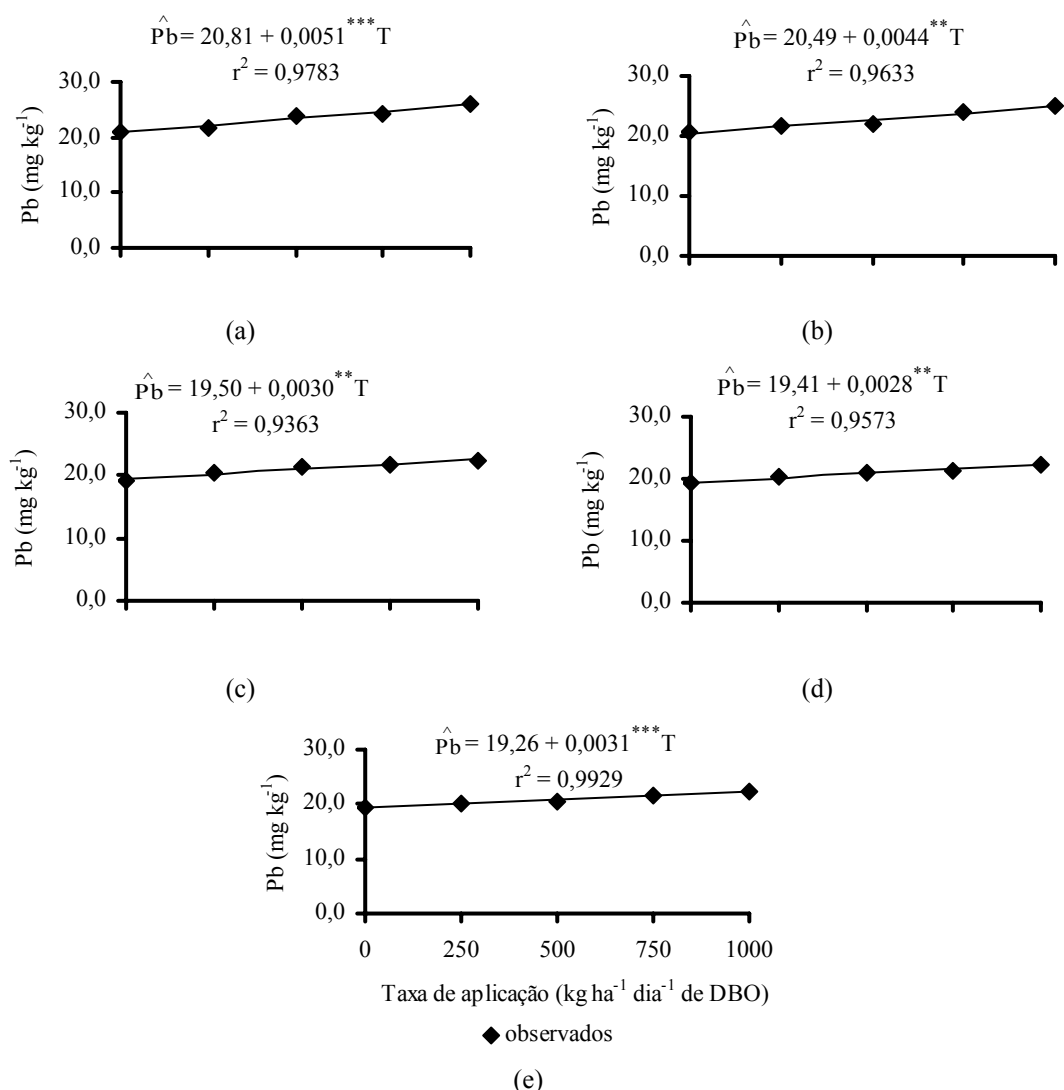 P̂b = 20,81 + 0,0051***T
r² = 0,9783
30,0
20,0
10,0
0,0
Pb (mg kg⁻¹)
(a)
P̂b = 20,49 + 0,0044**T
r² = 0,9633
30,0
20,0
10,0
0,0
Pb (mg kg⁻¹)
(b)
P̂b = 19,50 + 0,0030**T
r² = 0,9363
30,0
20,0
10,0
0,0
Pb (mg kg⁻¹)
(c)
P̂b = 19,41 + 0,0028**T
r² = 0,9573
30,0
20,0
10,0
0,0
Pb (mg kg⁻¹)
(d)
P̂b = 19,26 + 0,0031***T
r² = 0,9929
30,0
20,0
10,0
0,0
Pb (mg kg⁻¹)
0 250 500 750 1000
Taxa de aplicação (kg ha⁻¹ dia⁻¹ de DBO)
observados
(e)